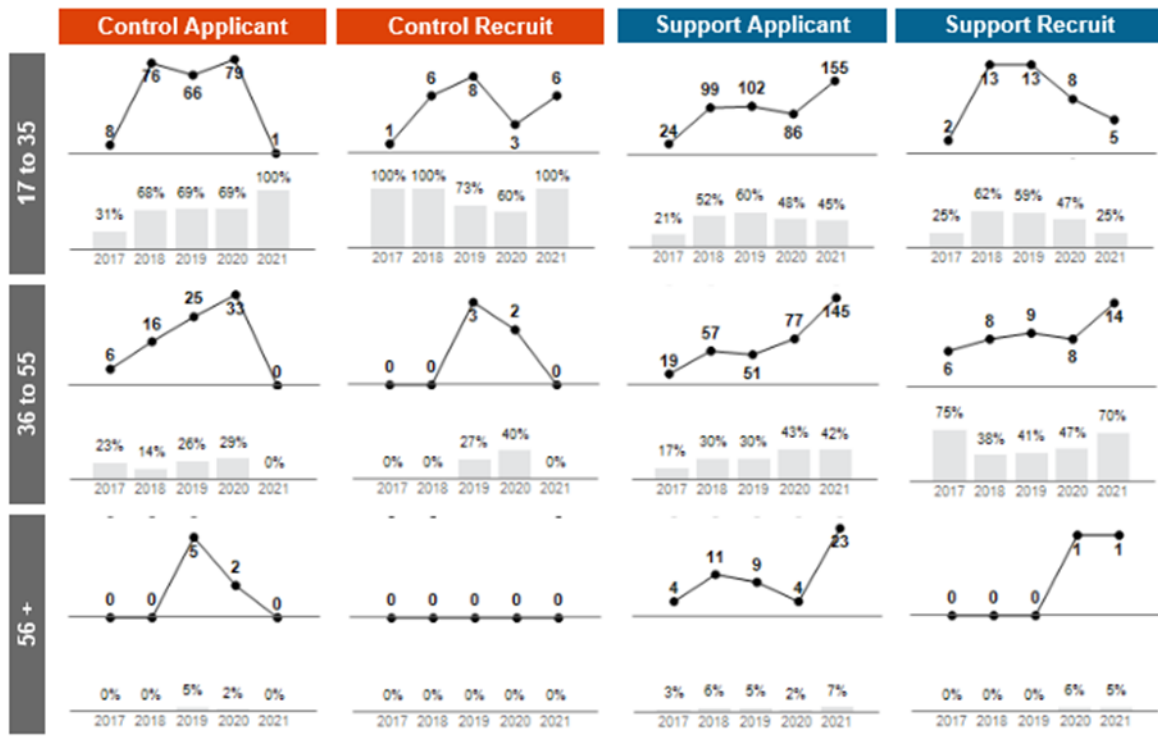 Control Applicant
Control Recruit
Support Applicant
Support Recruit
17 to 35
8 76 66 79 1
31% 68% 69% 69% 100%
2017 2018 2019 2020 2021
1 6 8 3 6
100% 100% 73% 60% 100%
2017 2018 2019 2020 2021
24 99 102 86 155
21% 52% 60% 48% 45%
2017 2018 2019 2020 2021
2 13 13 8 5
25% 62% 59% 47% 25%
2017 2018 2019 2020 2021
36 to 55
6 16 25 33 0
23% 14% 26% 29% 0%
2017 2018 2019 2020 2021
0 0 3 2 0
0% 0% 27% 40% 0%
2017 2018 2019 2020 2021
19 57 51 77 145
17% 30% 30% 43% 42%
2017 2018 2019 2020 2021
6 8 9 8 14
75% 38% 41% 47% 70%
2017 2018 2019 2020 2021
56 +
0 0 5 2 0
0% 0% 5% 2% 0%
2017 2018 2019 2020 2021
0 0 0 0 0
0% 0% 0% 0% 0%
2017 2018 2019 2020 2021
4 11 9 4 23
3% 6% 5% 2% 7%
2017 2018 2019 2020 2021
0 0 0 1 1
0% 0% 0% 6% 5%
2017 2018 2019 2020 2021